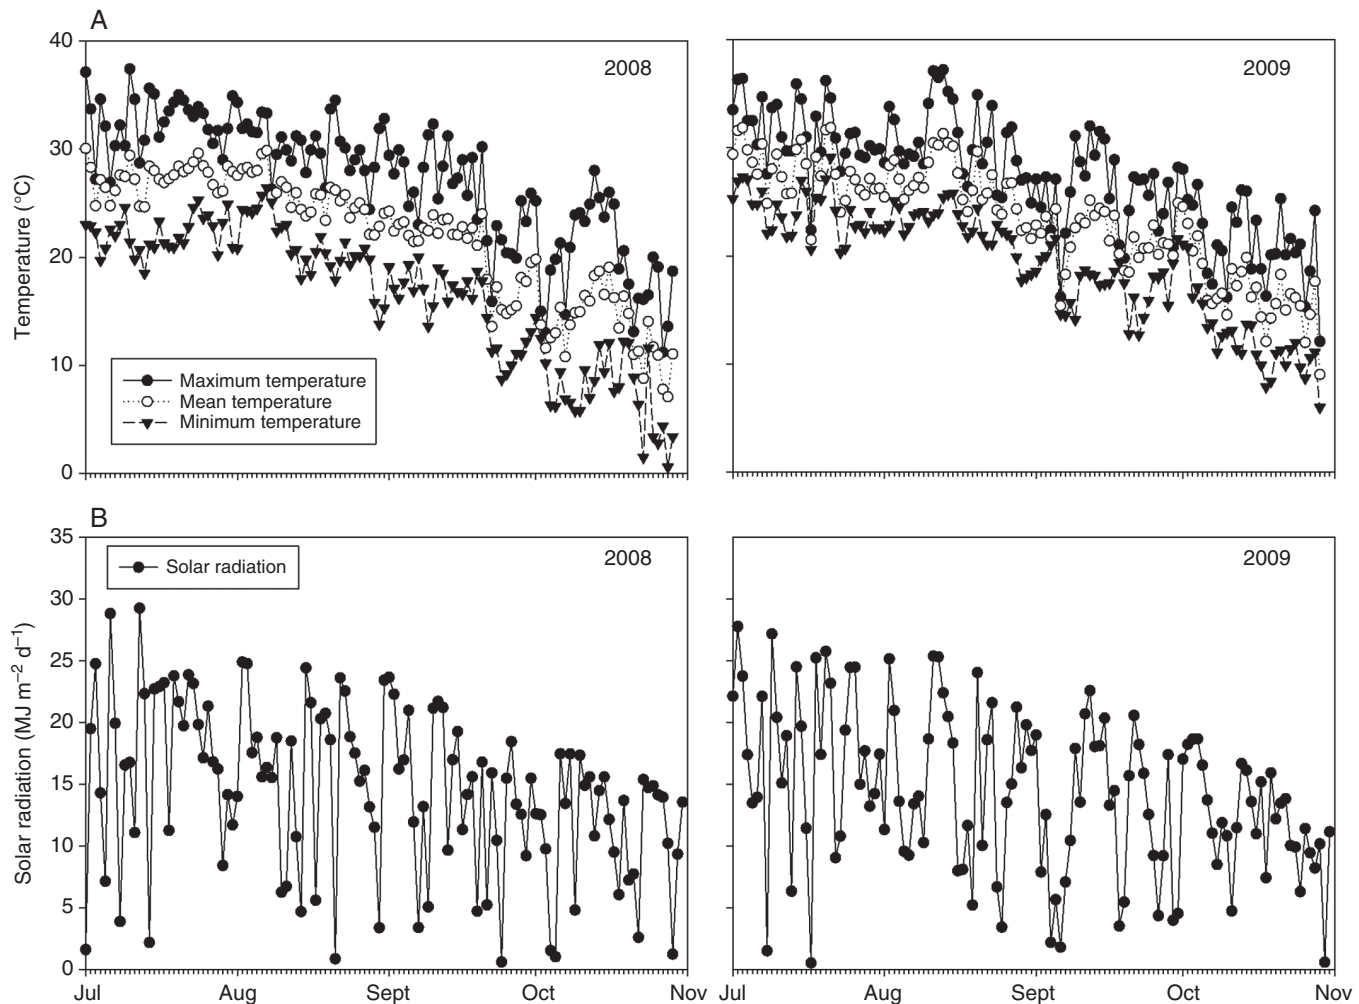 A
40
30
20
10
0
Temperature (°C)
2008
2009
Maximum temperature
Mean temperature
Minimum temperature
B
35
30
25
20
15
10
5
0
Solar radiation (MJ m⁻² d⁻¹)
Solar radiation
2008
2009
Jul Aug Sept Oct Nov Jul Aug Sept Oct Nov